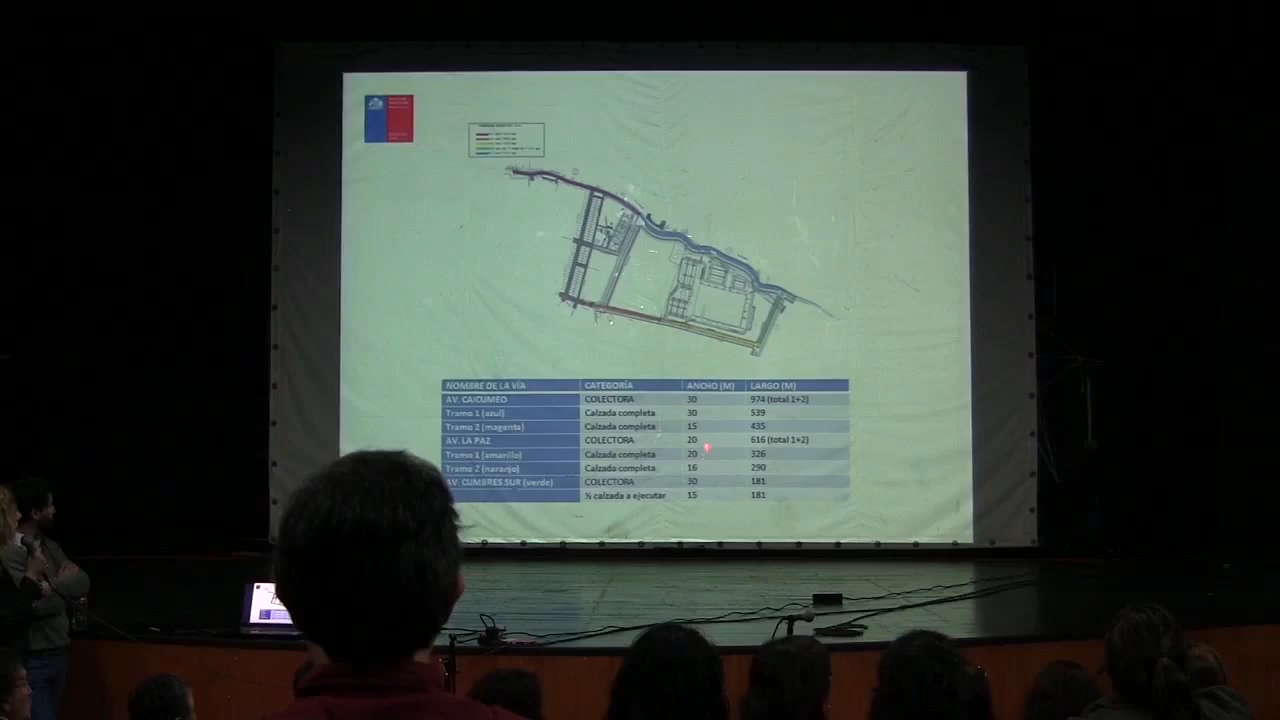 NOMBRE DE LA VÍA CATEGORÍA ANCHO (M) LARGO (M)
AV. CAICUMEO COLECTORA 30 974 (total 1+2)
Tramo 1 (azul) Calzada completa 30 539
Tramo 2 (magenta) Calzada completa 15 435
AV. LA PAZ COLECTORA 20 616 (total 1+2)
Tramo 1 (amarillo) Calzada completa 20 326
Tramo 2 (naranjo) Calzada completa 16 290
AV. CUMBRES SUR (verde) COLECTORA 30 181
½ calzada a ejecutar 15 181